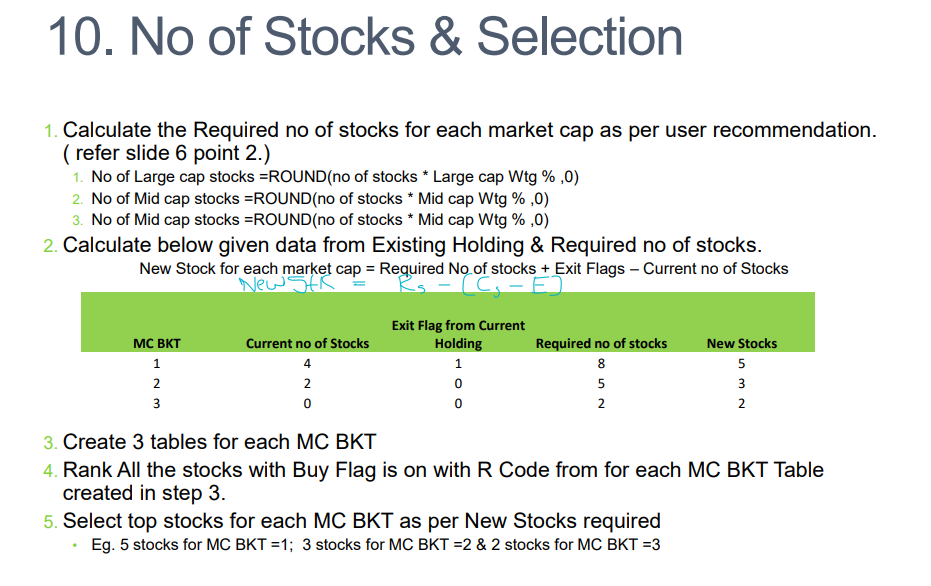 10. No of Stocks & Selection
1. Calculate the Required no of stocks for each market cap as per user recommendation.
( refer slide 6 point 2.)
1. No of Large cap stocks =ROUND(no of stocks * Large cap Wtg % ,0)
2. No of Mid cap stocks =ROUND(no of stocks * Mid cap Wtg % ,0)
3. No of Mid cap stocks =ROUND(no of stocks * Mid cap Wtg % ,0)
2. Calculate below given data from Existing Holding & Required no of stocks.
New Stock for each market cap = Required No of stocks + Exit Flags – Current no of Stocks
New Stk = Rs - [Cs - E]
Exit Flag from Current
MC BKT Current no of Stocks Holding Required no of stocks New Stocks
1 4 1 8 5
2 2 0 5 3
3 0 0 2 2
3. Create 3 tables for each MC BKT
4. Rank All the stocks with Buy Flag is on with R Code from for each MC BKT Table
created in step 3.
5. Select top stocks for each MC BKT as per New Stocks required
• Eg. 5 stocks for MC BKT =1; 3 stocks for MC BKT =2 & 2 stocks for MC BKT =3